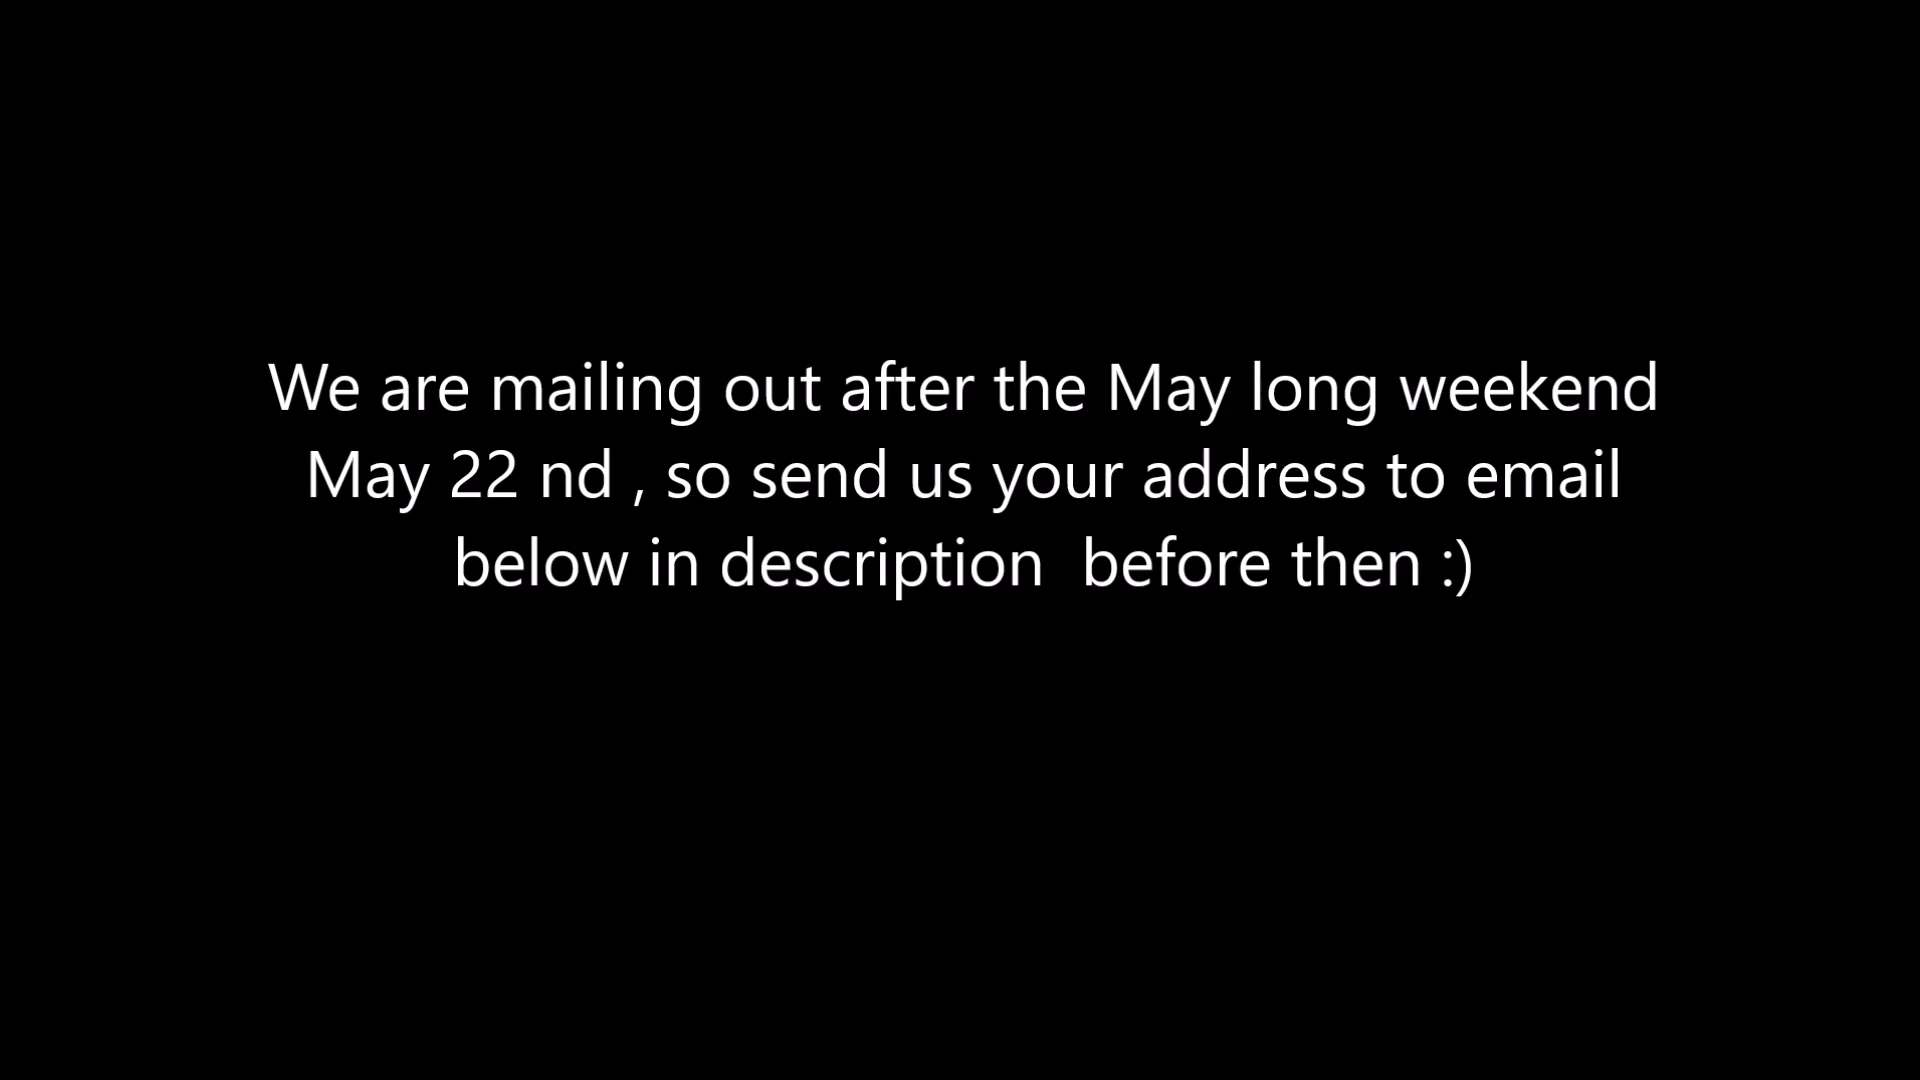 We are mailing out after the May long weekend
May 22 nd , so send us your address to email
below in description  before then :)